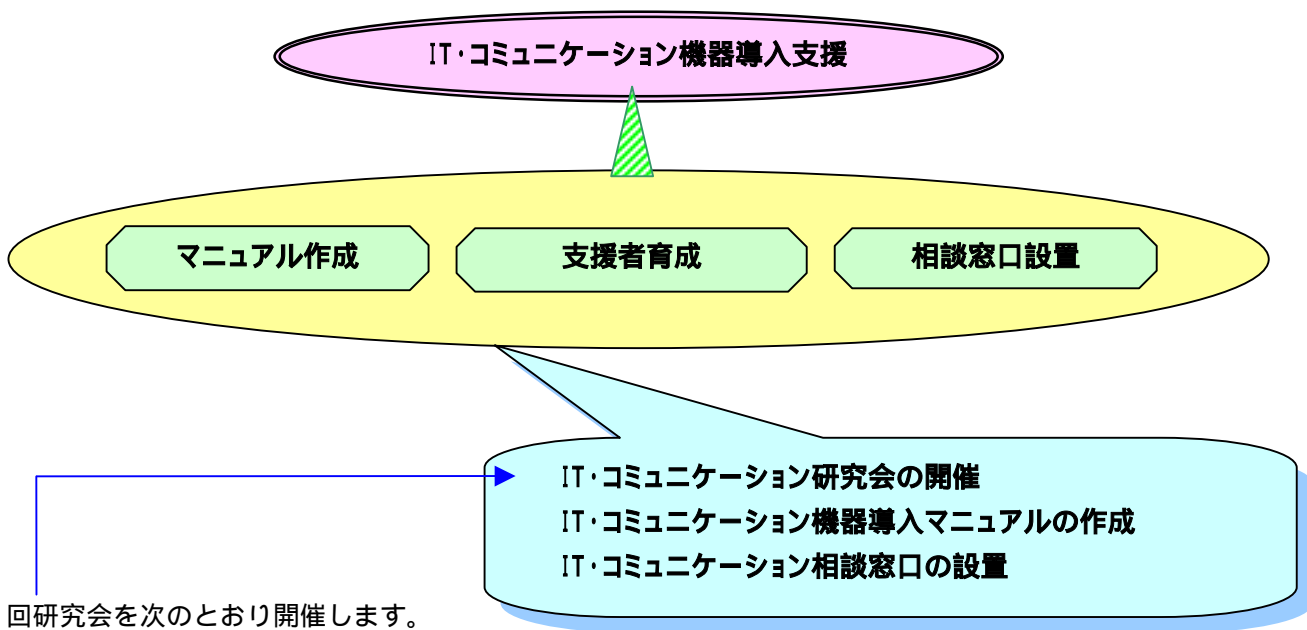 IT・コミュニケーション機器導入支援
マニュアル作成
支援者育成
相談窓口設置
IT・コミュニケーション研究会の開催
IT・コミュニケーション機器導入マニュアルの作成
IT・コミュニケーション相談窓口の設置
回研究会を次のとおり開催します。